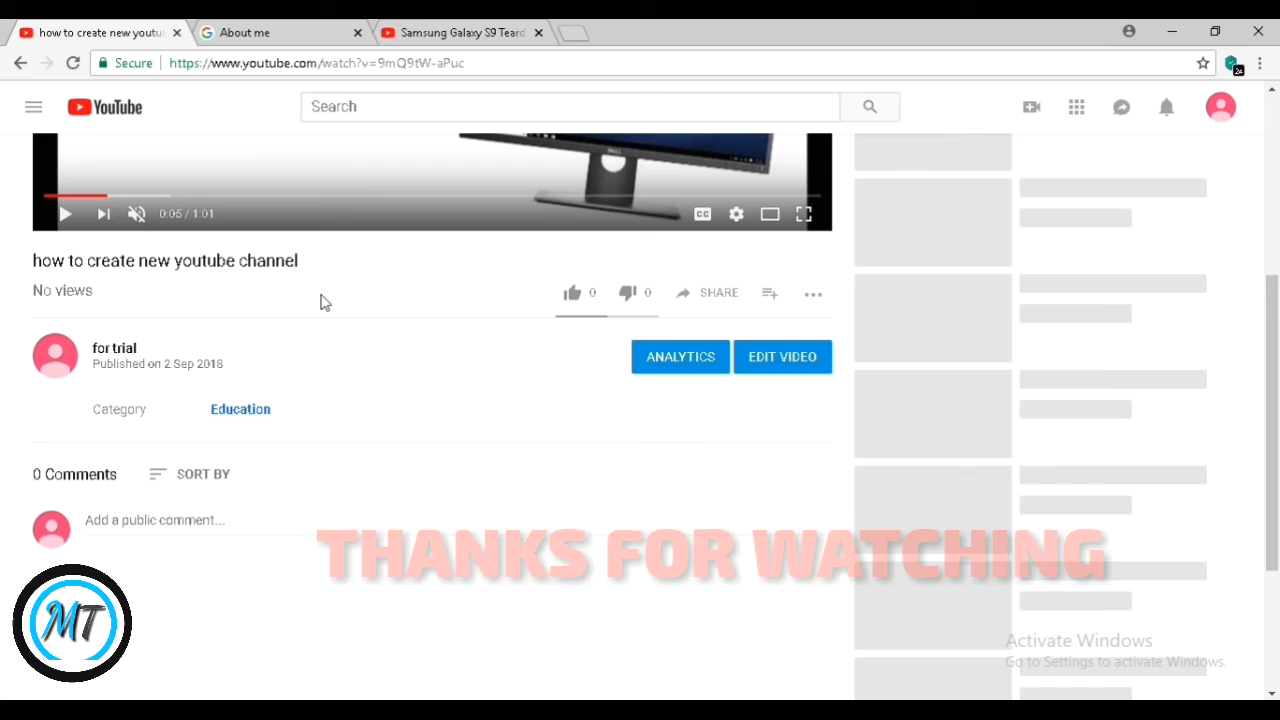 how to create new youtu
About me
Samsung Galaxy S9 Teard
Secure
https://www.youtube.com/watch?v=9mQ9tW-aPuc
24
YouTube
Search
0:05 / 1:01
CC
how to create new youtube channel
No views
0
0
SHARE
for trial
Published on 2 Sep 2018
ANALYTICS
EDIT VIDEO
Category
Education
0 Comments
SORT BY
Add a public comment...
THANKS FOR WATCHING
MT
Activate Windows
Go to Settings to activate Windows.